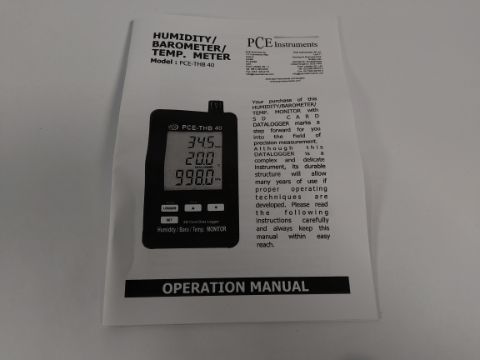 HUMIDITY/
BAROMETER/
TEMP. METER
Model : PCE-THB 40
PCE Instruments
PCE-THB 40
34.5
20.0
998.0
LOGGER
SET
Humidity / Baro / Temp. MONITOR
Your purchase of this
HUMIDITY/BAROMETER/
TEMP. MONITOR with
SD CARD
DATALOGGER marks a
step forward for you
into the field of
precision measurement.
Although this
DATALOGGER is a
complex and delicate
instrument, its durable
structure will allow
many years of use if
proper operating
techniques are
developed. Please read
the following
instructions carefully
and always keep this
manual within easy
reach.
OPERATION MANUAL